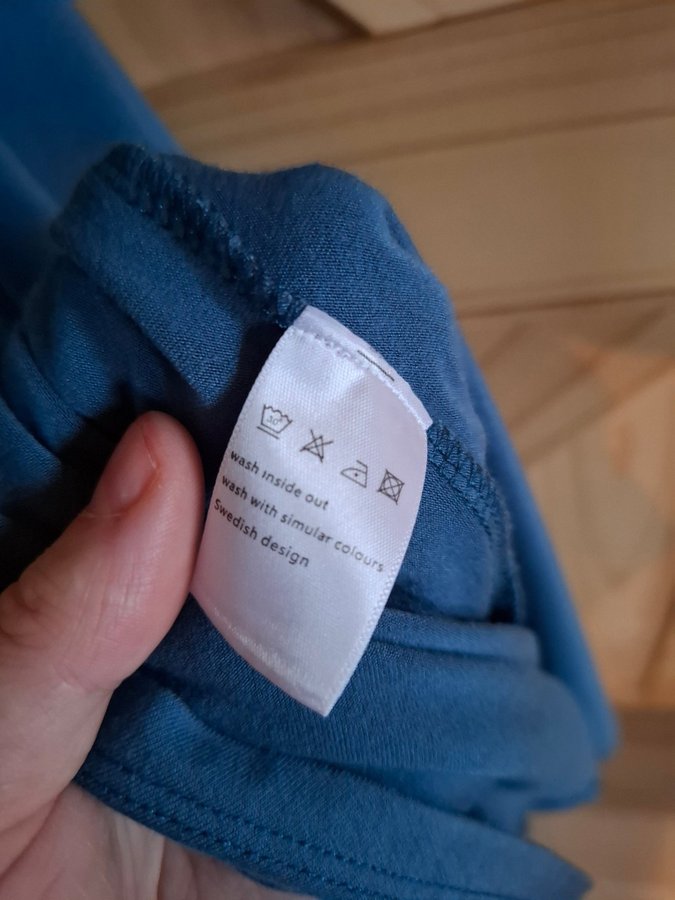 30°
wash inside out
wash with simular colours
Swedish design